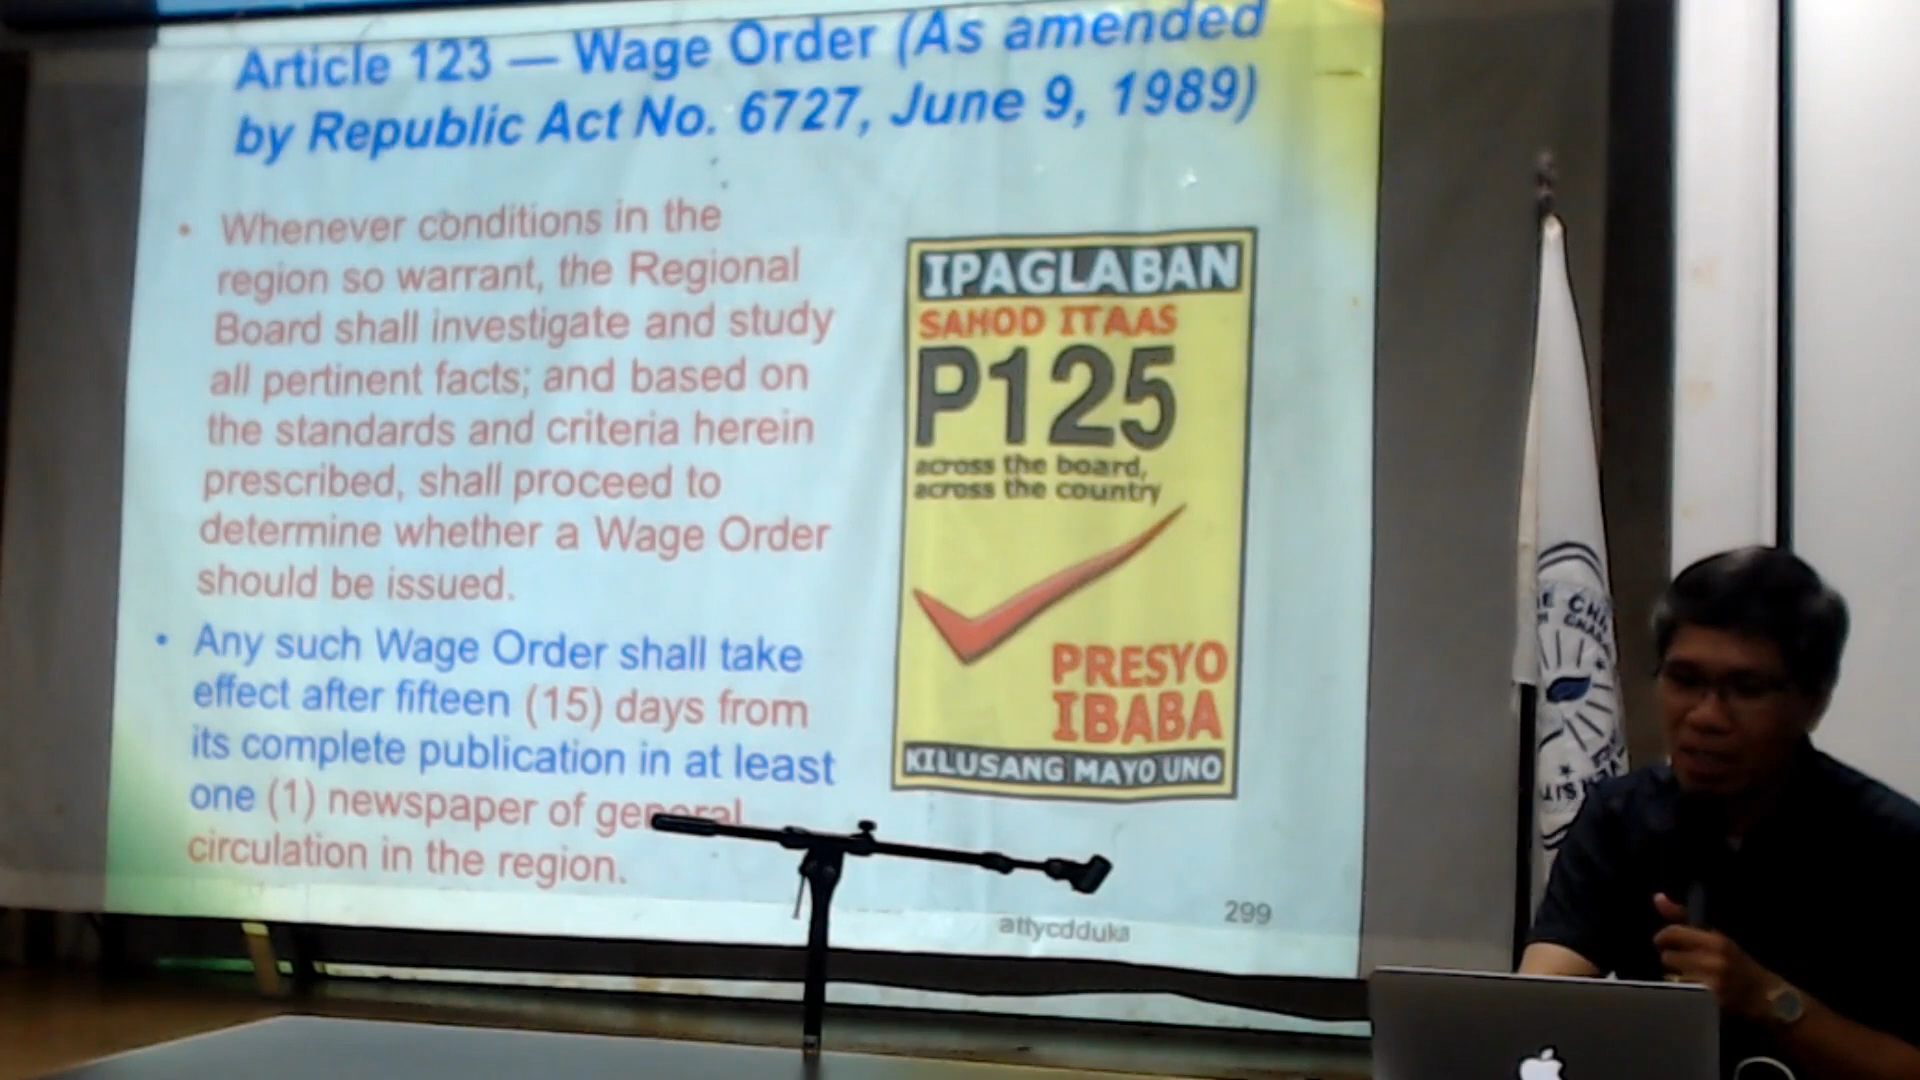 Article 123 — Wage Order (As amended
by Republic Act No. 6727, June 9, 1989)
• Whenever conditions in the
region so warrant, the Regional
Board shall investigate and study
all pertinent facts; and based on
the standards and criteria herein
prescribed, shall proceed to
determine whether a Wage Order
should be issued.
• Any such Wage Order shall take
effect after fifteen (15) days from
its complete publication in at least
one (1) newspaper of general
circulation in the region.
IPAGLABAN
SAHOD ITAAS
P125
across the board,
across the country
PRESYO
IBABA
KILUSANG MAYO UNO
attycdduka
299